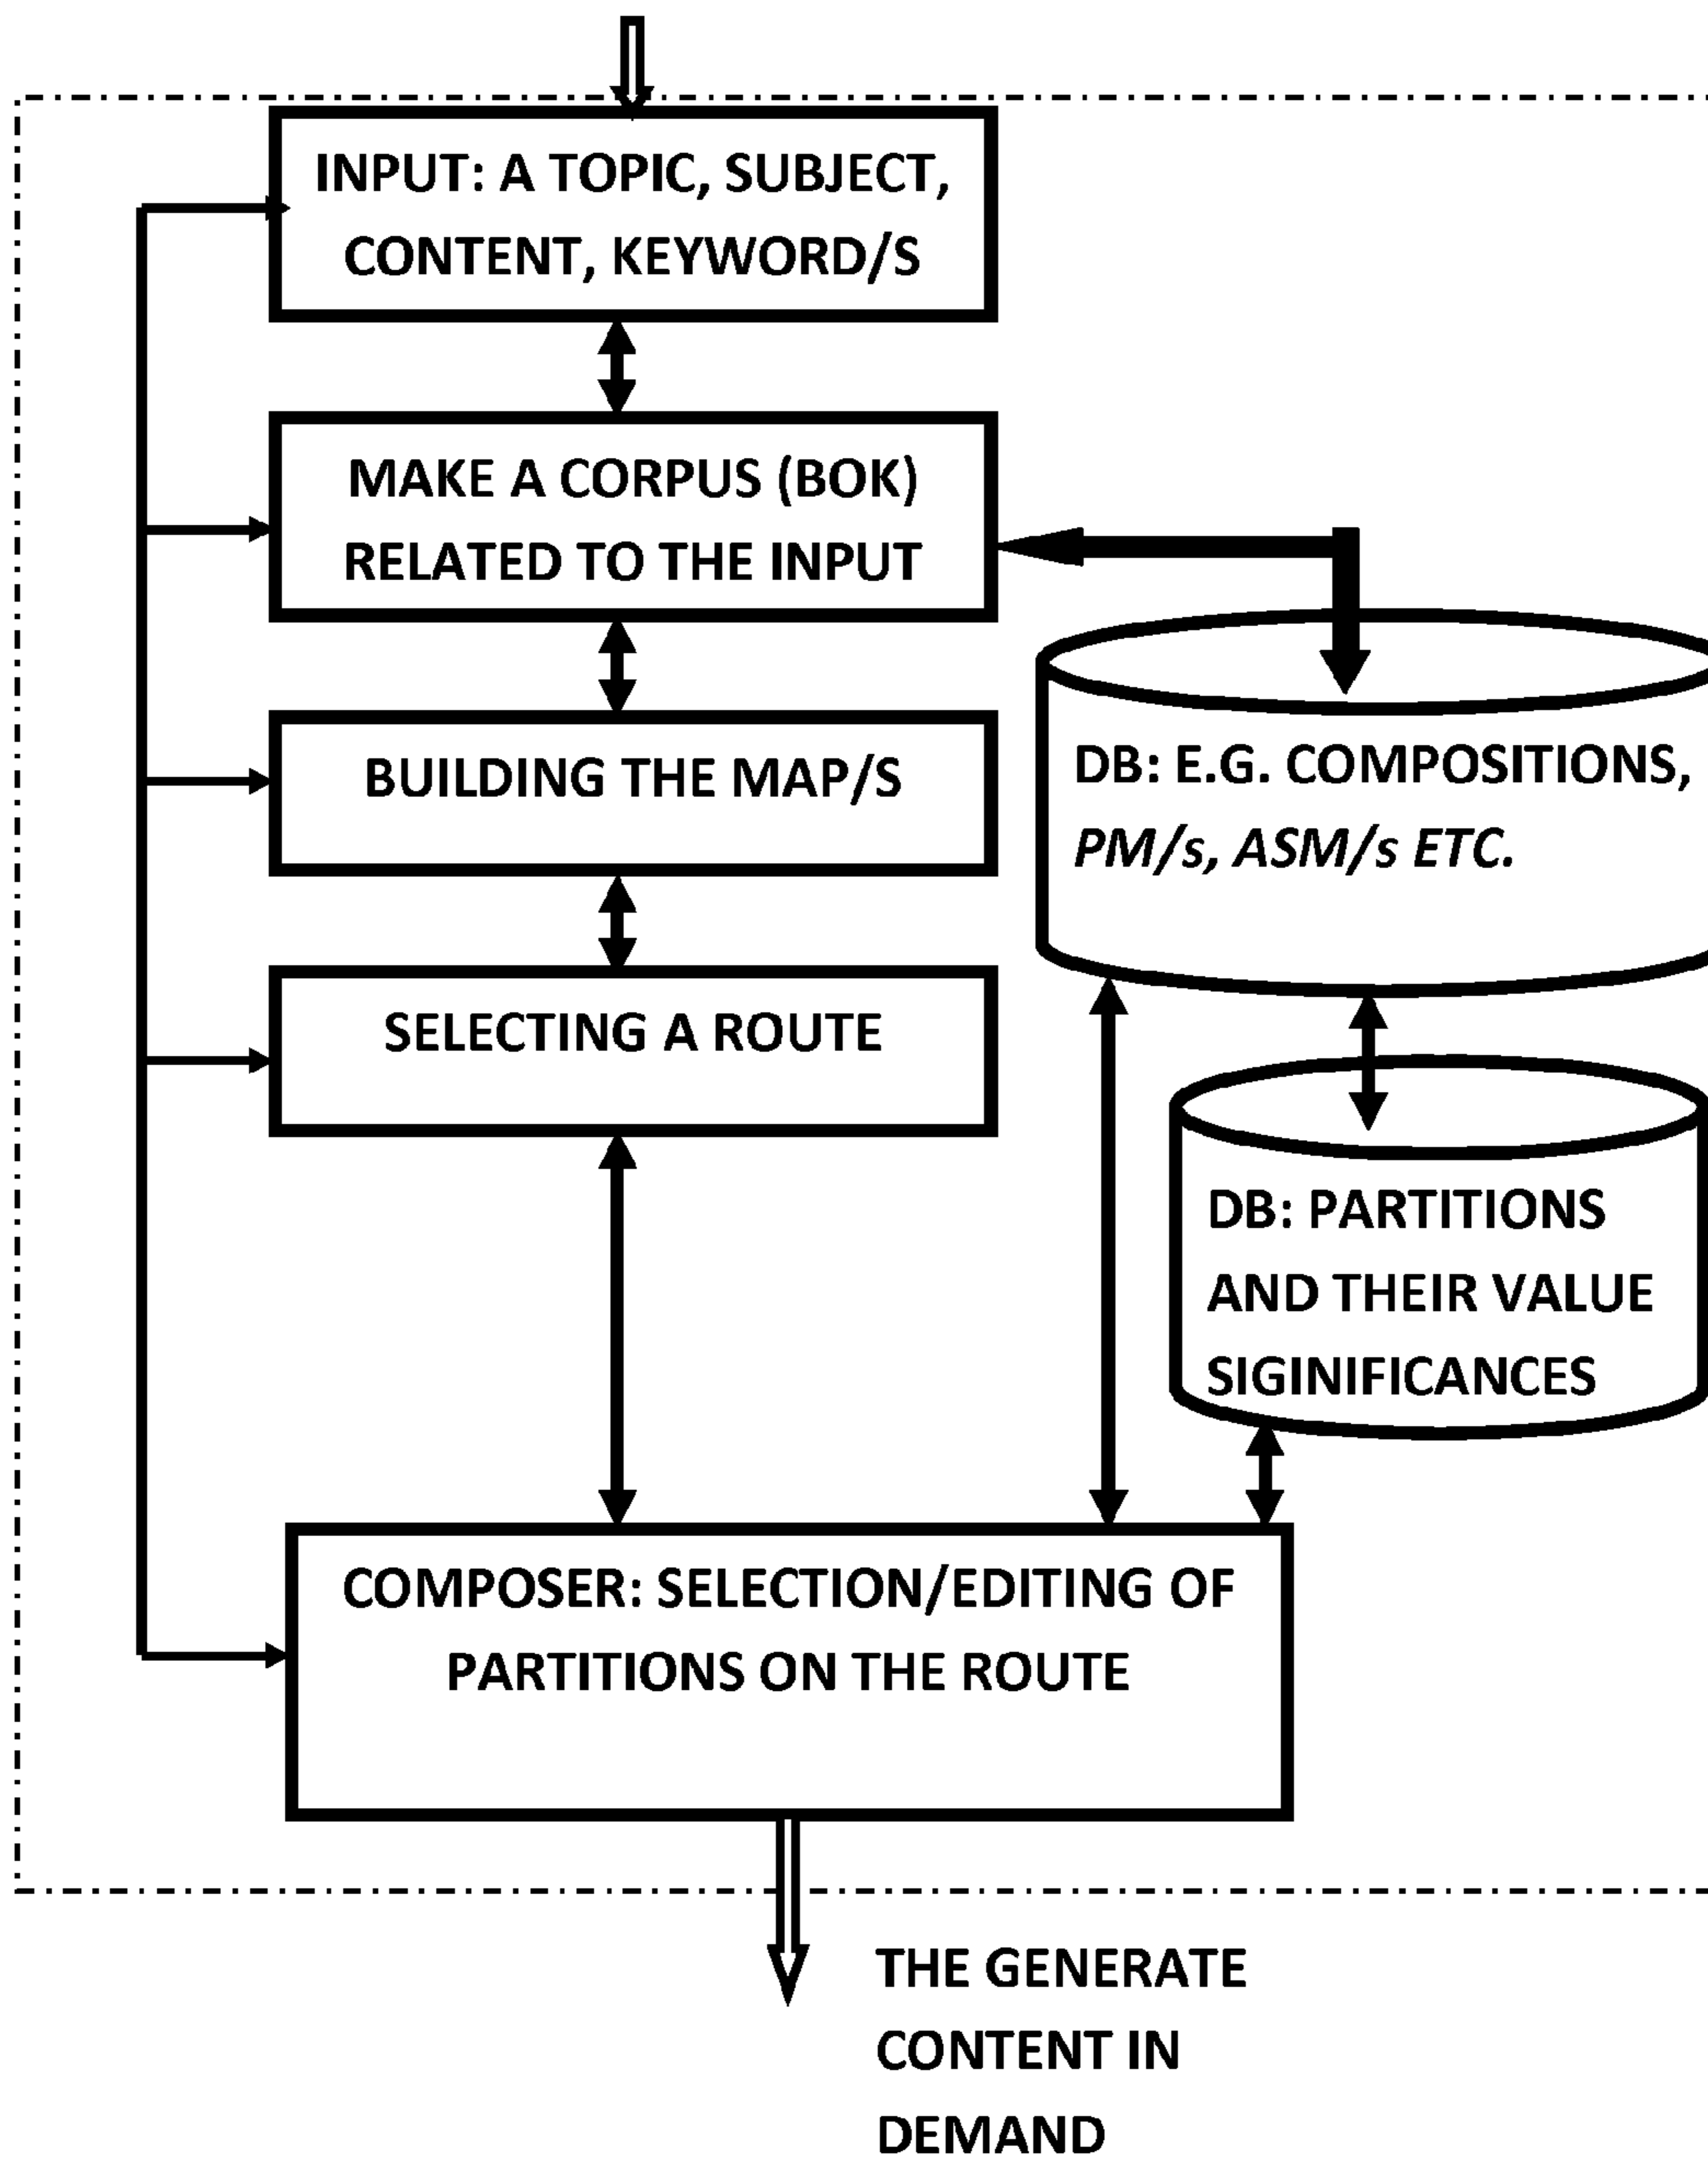 INPUT: A TOPIC, SUBJECT,
CONTENT, KEYWORD/S
MAKE A CORPUS (BOK)
RELATED TO THE INPUT
BUILDING THE MAP/S
DB: E.G. COMPOSITIONS,
PM/s, ASM/s ETC.
SELECTING A ROUTE
DB: PARTITIONS
AND THEIR VALUE
SIGINIFICANCES
COMPOSER: SELECTION/EDITING OF
PARTITIONS ON THE ROUTE
THE GENERATE
CONTENT IN
DEMAND